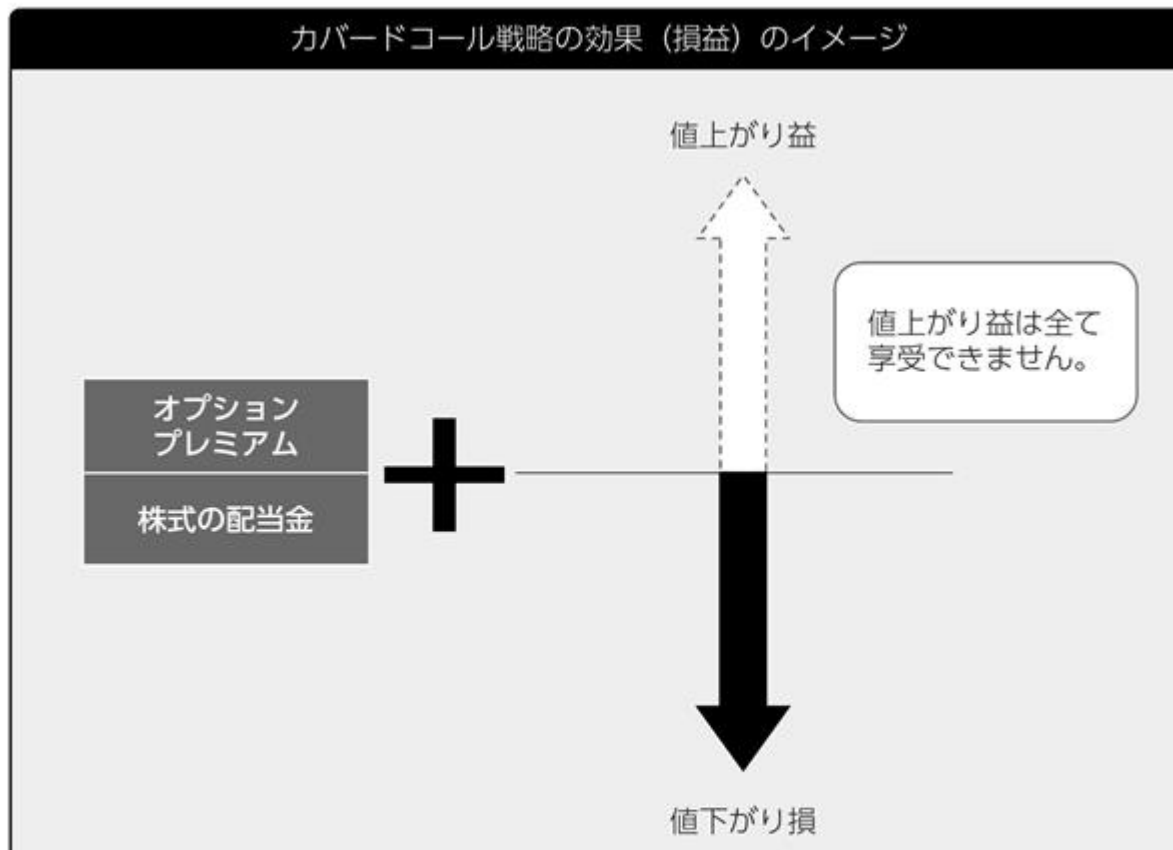 カバードコール戦略の効果（損益）のイメージ
値上がり益
値上がり益は全て
享受できません。
オプション
プレミアム
株式の配当金
値下がり損